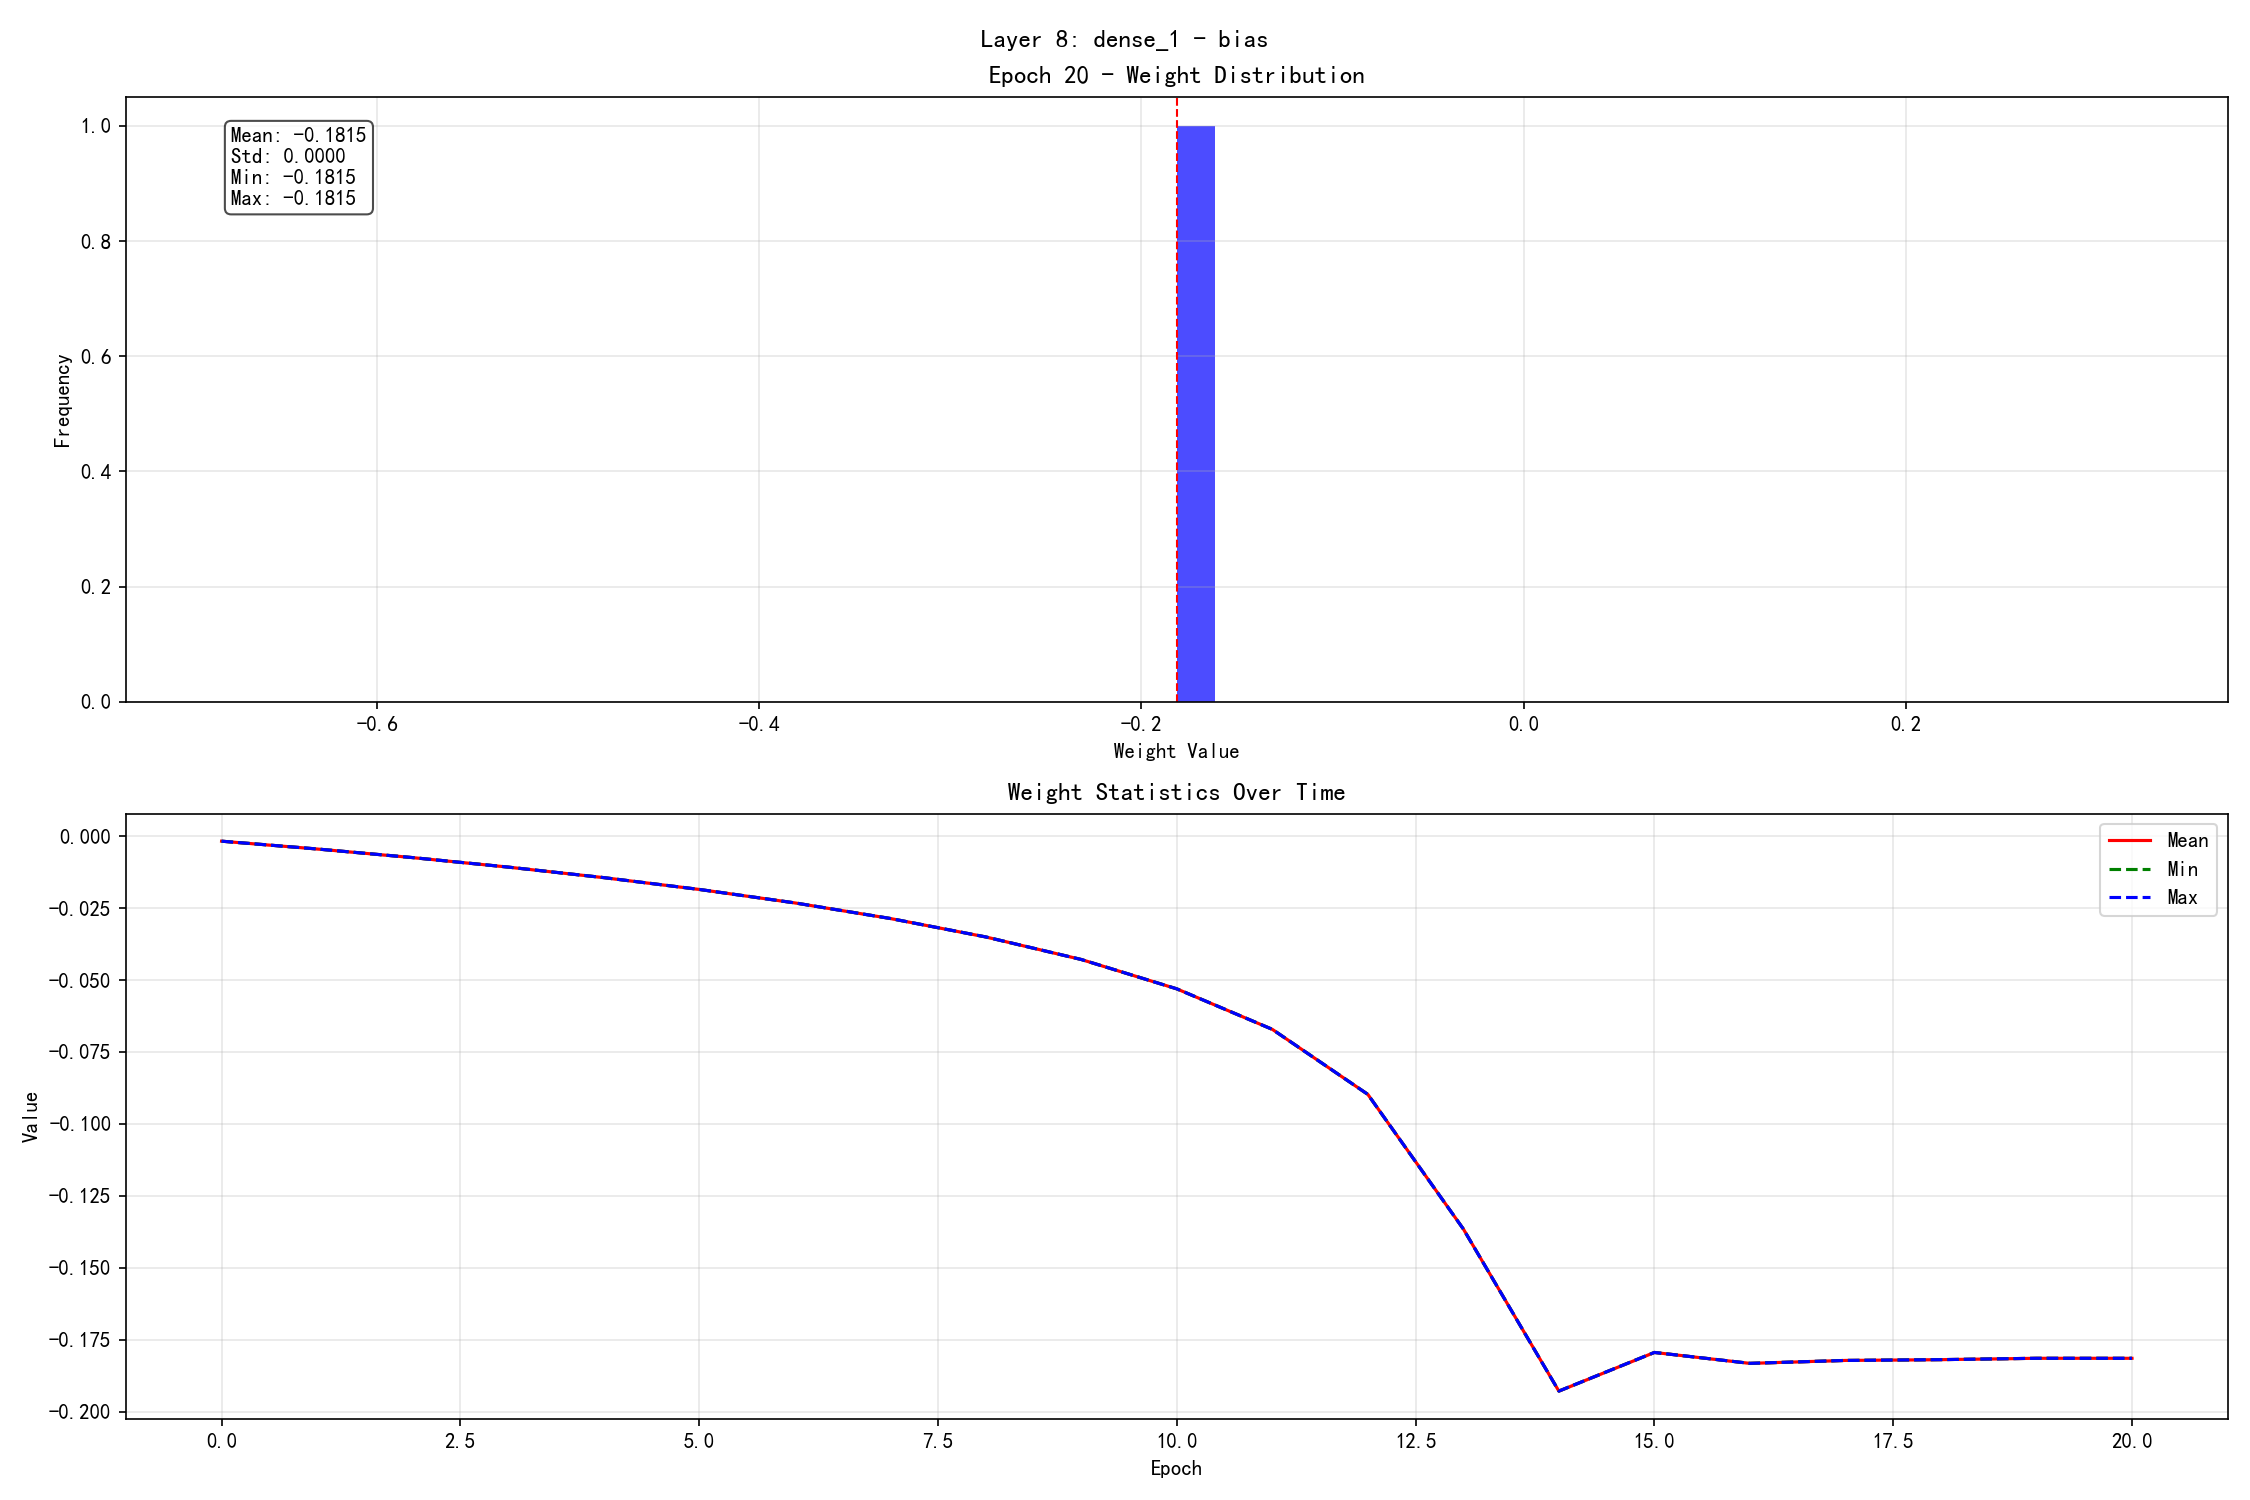 Layer 8: dense_1 - bias
Epoch 20 - Weight Distribution
Mean: -0.1815
Std: 0.0000
Min: -0.1815
Max: -0.1815
1.0
0.8
0.6
0.4
0.2
0.0
Frequency
-0.6 -0.4 -0.2 0.0 0.2
Weight Value
Weight Statistics Over Time
Mean
Min
Max
0.000
-0.025
-0.050
-0.075
-0.100
-0.125
-0.150
-0.175
-0.200
Value
0.0 2.5 5.0 7.5 10.0 12.5 15.0 17.5 20.0
Epoch